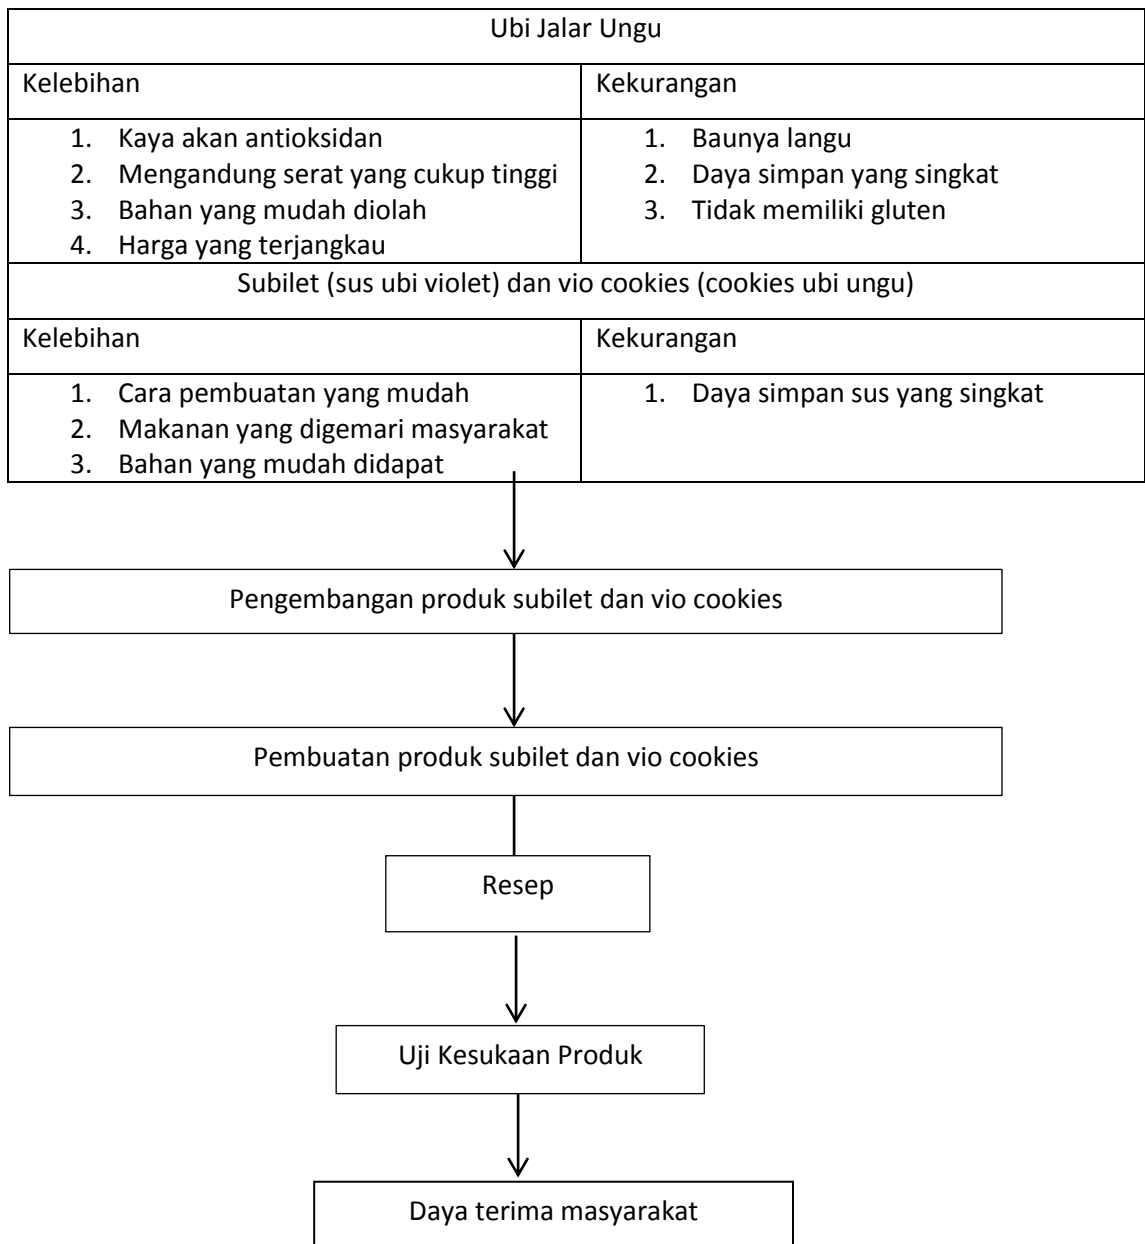 Ubi Jalar Ungu
Kelebihan
Kekurangan
1. Kaya akan antioksidan
2. Mengandung serat yang cukup tinggi
3. Bahan yang mudah diolah
4. Harga yang terjangkau
1. Baunya langu
2. Daya simpan yang singkat
3. Tidak memiliki gluten
Subilet (sus ubi violet) dan vio cookies (cookies ubi ungu)
Kelebihan
Kekurangan
1. Cara pembuatan yang mudah
2. Makanan yang digemari masyarakat
3. Bahan yang mudah didapat
1. Daya simpan sus yang singkat
Pengembangan produk subilet dan vio cookies
Pembuatan produk subilet dan vio cookies
Resep
Uji Kesukaan Produk
Daya terima masyarakat